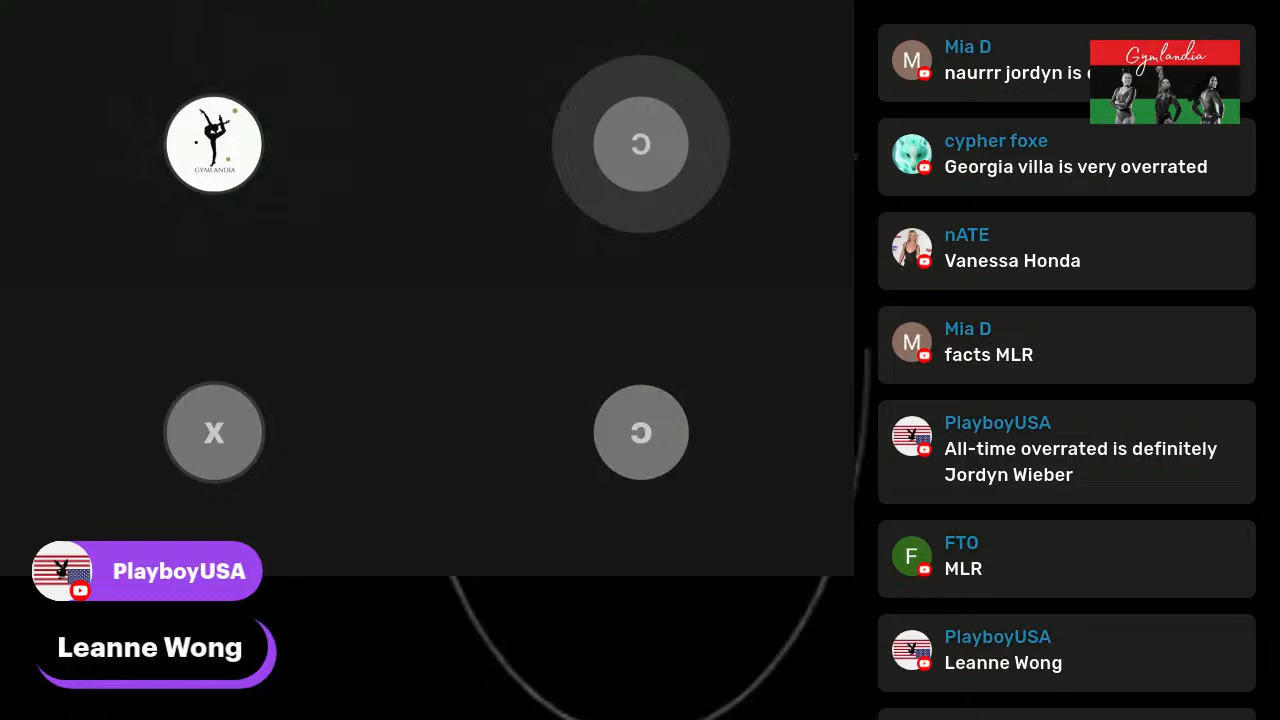 GYMLANDIA
ɔ
X
ɔ
PlayboyUSA
Leanne Wong
Mia D
naurrr jordyn is
Gymlandia
cypher foxe
Georgia villa is very overrated
nATE
Vanessa Honda
M
Mia D
facts MLR
PlayboyUSA
All-time overrated is definitely
Jordyn Wieber
F
FTO
MLR
PlayboyUSA
Leanne Wong